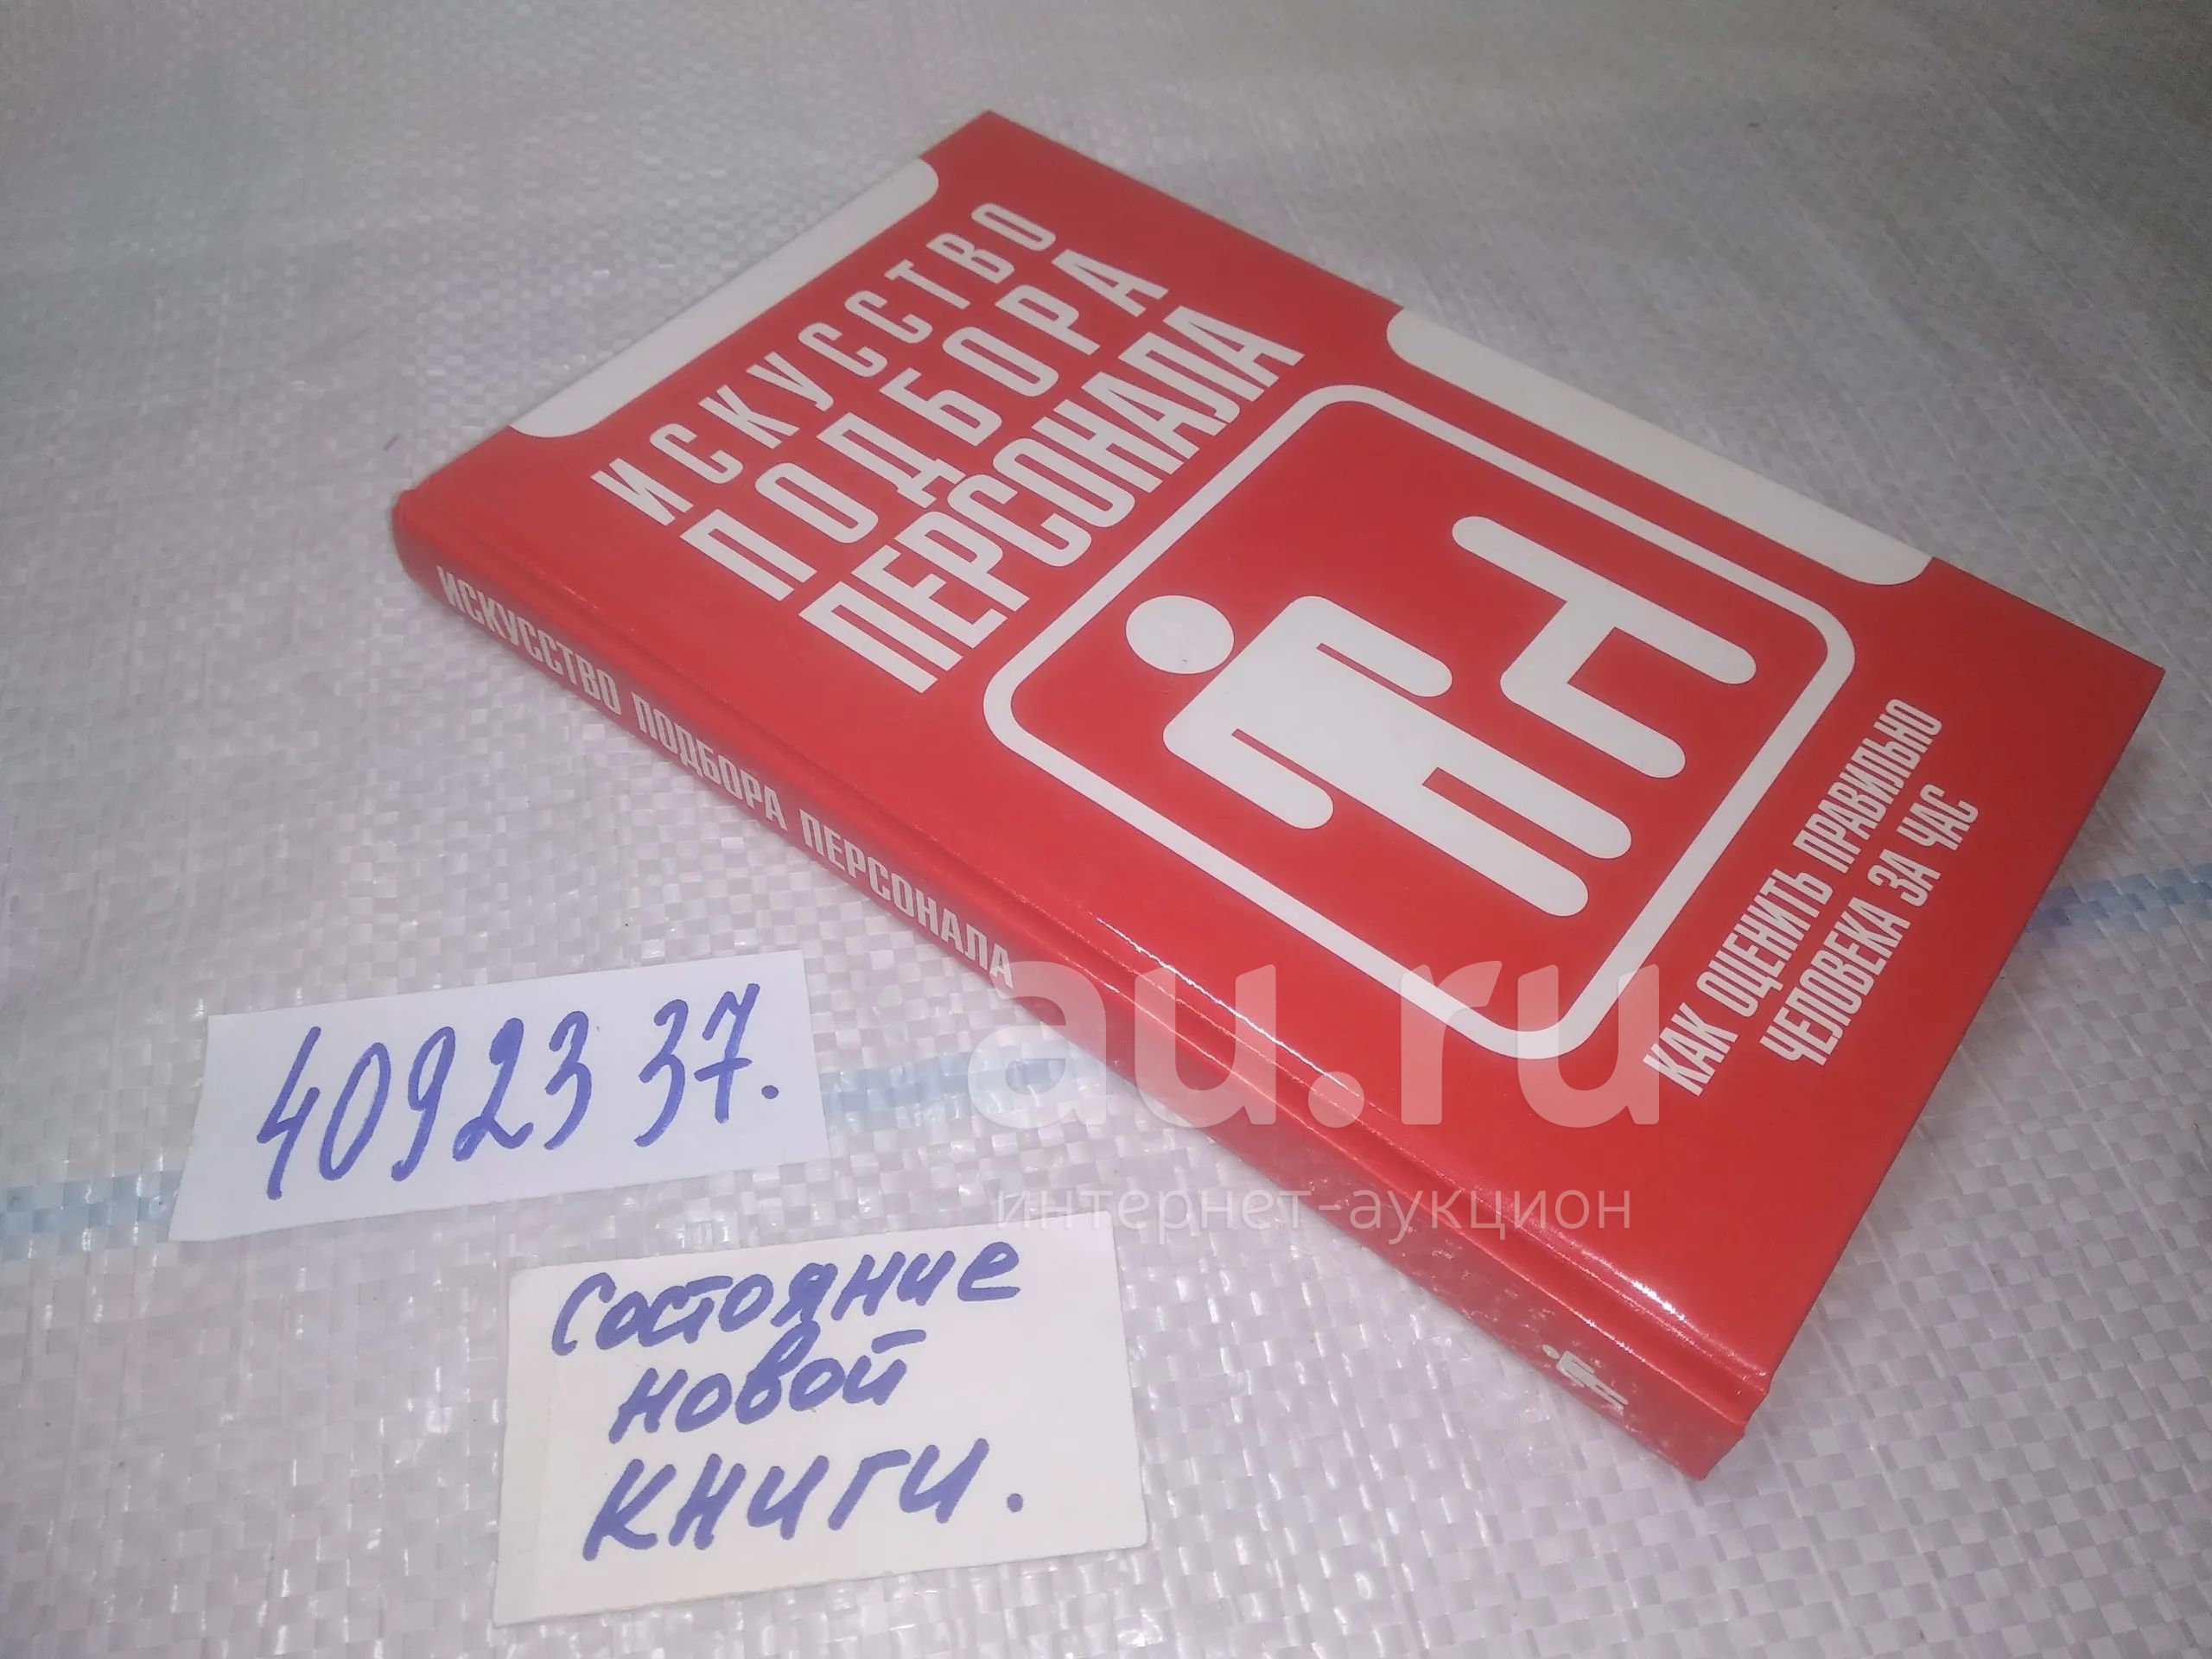 ИСКУССТВО
ПОДБОРА
ПЕРСОНАЛА
КАК ОЦЕНИТЬ ПРАВИЛЬНО
ЧЕЛОВЕКА ЗА ЧАС
ИСКУССТВО ПОДБОРА ПЕРСОНАЛА
au.ru
интернет-аукцион
4092337.
Состояние
новой
книги.